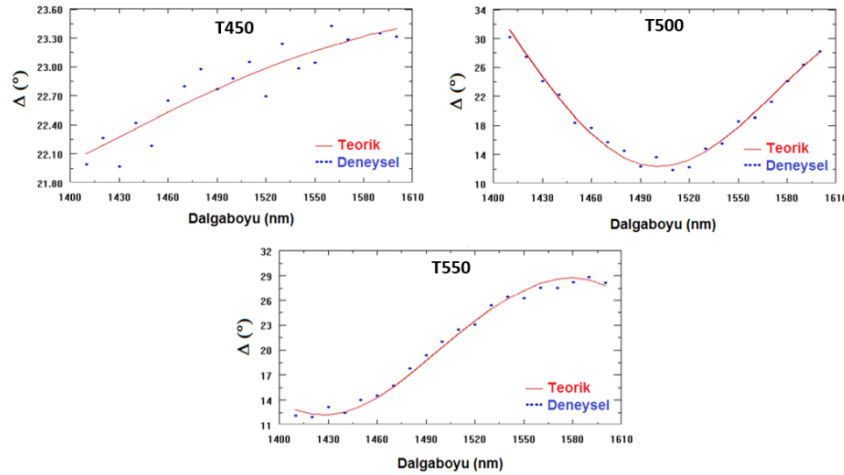 T450
23.60
23.30
22.70
22.40
22.10
21.80
Δ (°)
Teorik
Deneysel
1400 1430 1460 1490 1520 1550 1580 1610
Dalgaboyu (nm)
T500
34
30
26
22
18
14
10
Δ (°)
Teorik
Deneysel
1400 1430 1460 1490 1520 1550 1580 1610
Dalgaboyu (nm)
T550
32
29
26
20
17
14
11
Δ (°)
Teorik
Deneysel
1400 1430 1460 1490 1520 1550 1580 1610
Dalgaboyu (nm)